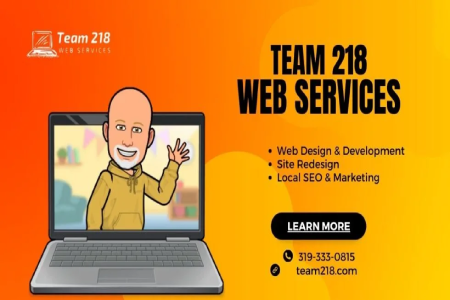 Team 218
WEB SERVICES
TEAM 218
WEB SERVICES
Web Design & Development
Site Redesign
Local SEO & Marketing
LEARN MORE
319-333-0815
team218.com